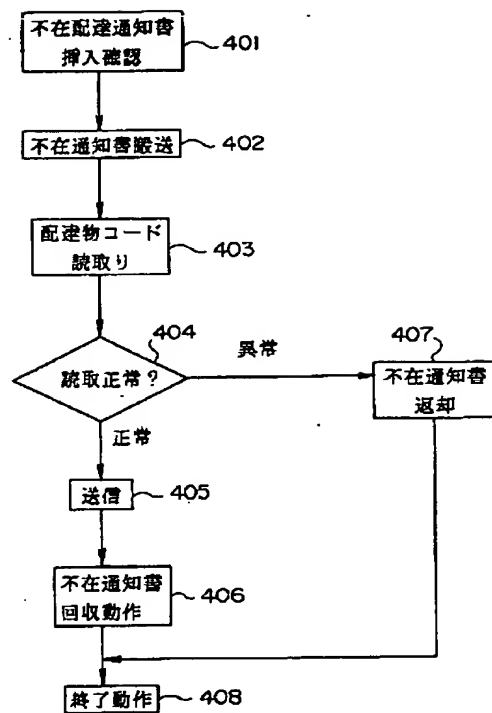 不在配達通知書
挿入確認
401
不在通知書搬送
402
配達物コード
読取り
403
404
読取正常？
異常
407
不在通知書
返却
正常
送信
405
不在通知書
回収動作
406
終了動作
408